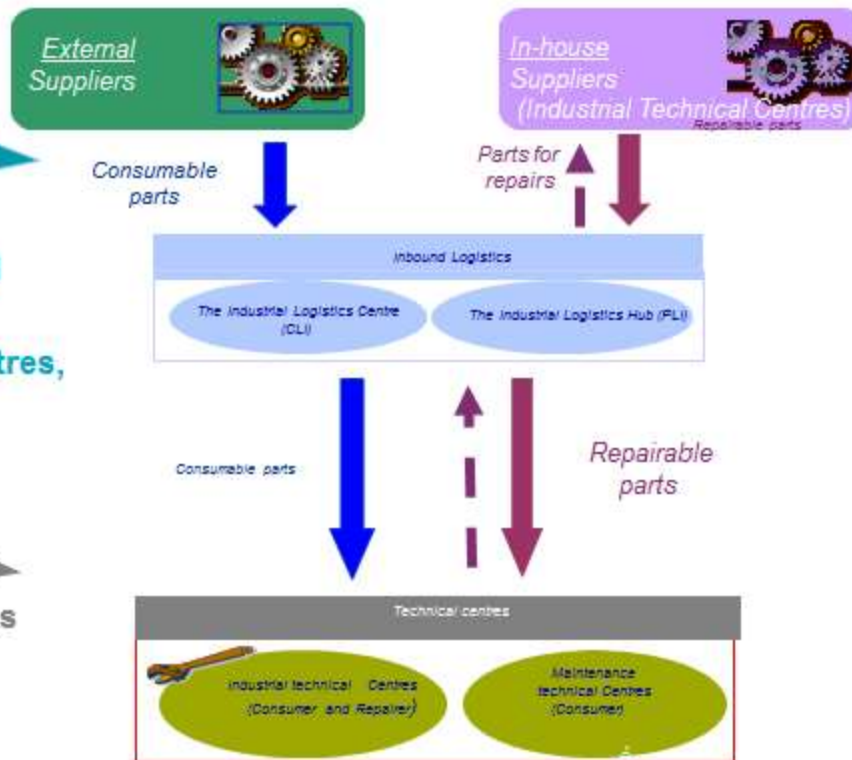 External
Suppliers
In-house
Suppliers
(Industrial Technical Centres)
Repairable parts
Consumable
parts
Parts for
repairs
Inbound Logistics
The Industrial Logistics Centre
(CLI)
The Industrial Logistics Hub (PLI)
tres,
Consumable parts
Repairable
parts
s
Technical centres
Industrial technical Centres
(Consumer and Repairer)
Maintenance
technical Centres
(Consumer)